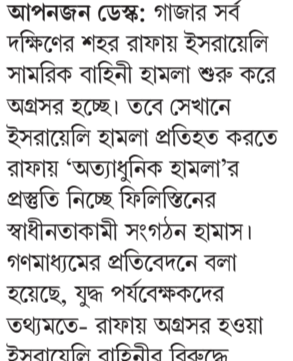 আপনজন ডেস্ক: গাজার সর্ব
দক্ষিণের শহর রাফায় ইসরায়েলি
সামরিক বাহিনী হামলা শুরু করে
অগ্রসর হচ্ছে। তবে সেখানে
ইসরায়েলি হামলা প্রতিহত করতে
রাফায় ‘অত্যাধুনিক হামলা’র
প্রস্তুতি নিচ্ছে ফিলিস্তিনের
স্বাধীনতাকামী সংগঠন হামাস।
গণমাধ্যমের প্রতিবেদনে বলা
হয়েছে, যুদ্ধ পর্যবেক্ষকদের
তথ্যমতে- রাফায় অগ্রসর হওয়া
ইসরায়েলি বাহিনীর বিরুদ্ধে